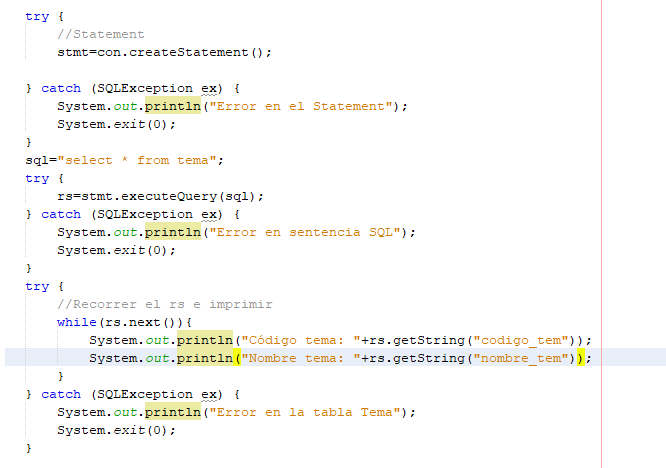 try {
//Statement
stmt=con.createStatement();
} catch (SQLException ex) {
System.out.println("Error en el Statement");
System.exit(0);
}
sql="select * from tema";
try {
rs=stmt.executeQuery(sql);
} catch (SQLException ex) {
System.out.println("Error en sentencia SQL");
System.exit(0);
}
try {
//Recorrer el rs e imprimir
while(rs.next()){
System.out.println("Código tema: "+rs.getString("codigo_tem"));
System.out.println("Nombre tema: "+rs.getString("nombre_tem"));
}
} catch (SQLException ex) {
System.out.println("Error en la tabla Tema");
System.exit(0);
}